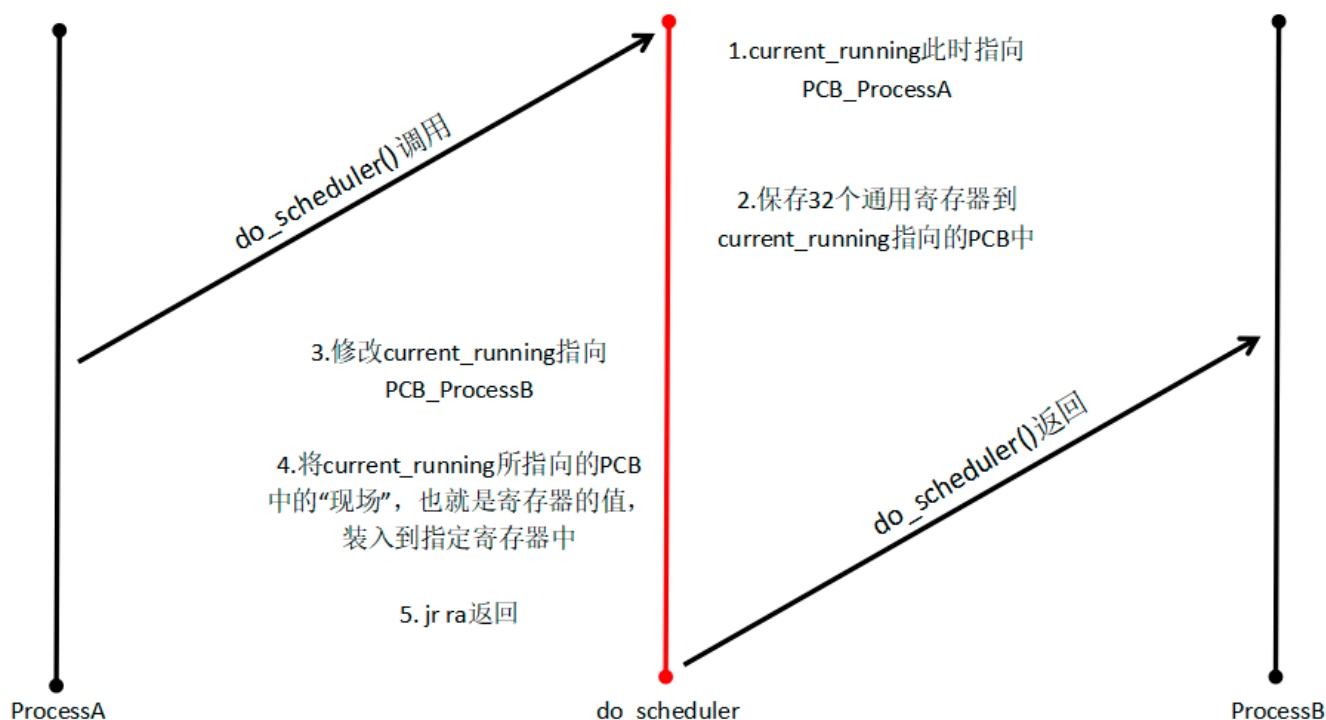 1.current_running此时指向
PCB_ProcessA
do_scheduler()调用
2.保存32个通用寄存器到
current_running指向的PCB中
3.修改current_running指向
PCB_ProcessB
4.将current_running所指向的PCB
中的“现场”，也就是寄存器的值，
装入到指定寄存器中
do_scheduler()返回
5. jr ra返回
ProcessA
do_scheduler
ProcessB